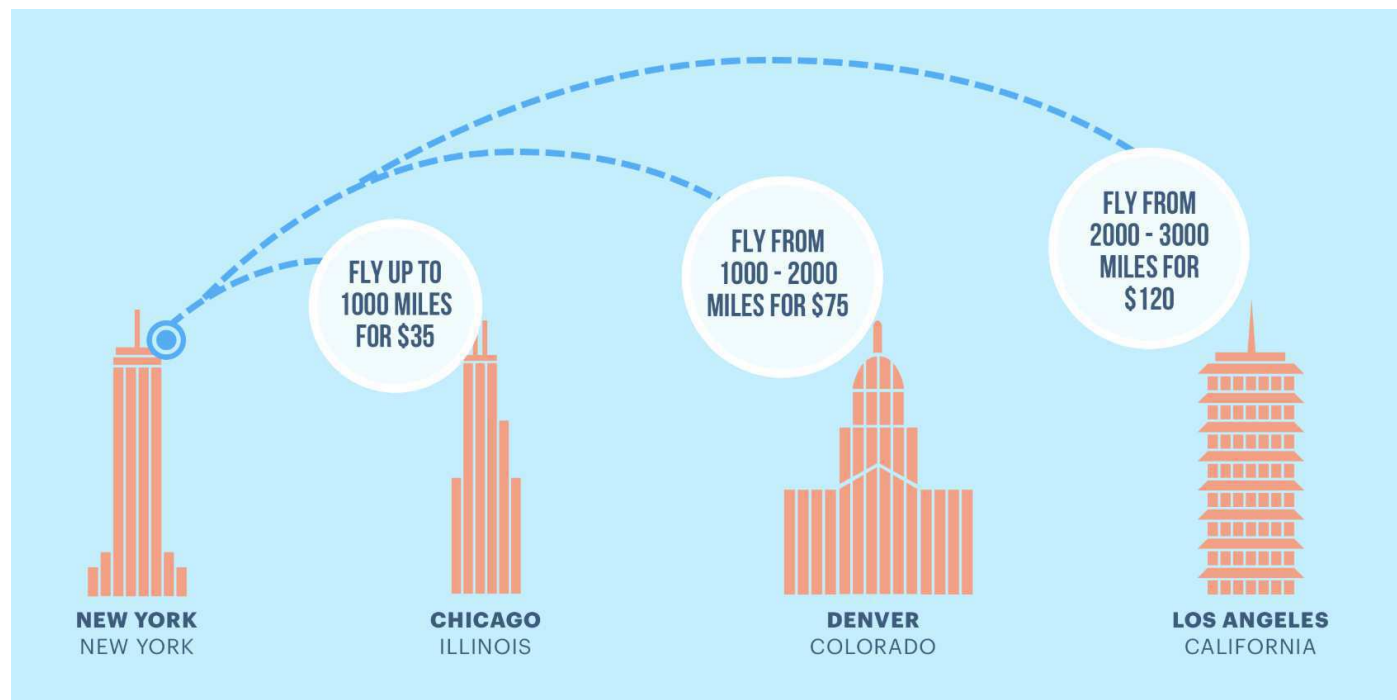 FLY UP TO
1000 MILES
FOR $35
FLY FROM
1000 - 2000
MILES FOR $75
FLY FROM
2000 - 3000
MILES FOR
$120
NEW YORK
NEW YORK
CHICAGO
ILLINOIS
DENVER
COLORADO
LOS ANGELES
CALIFORNIA